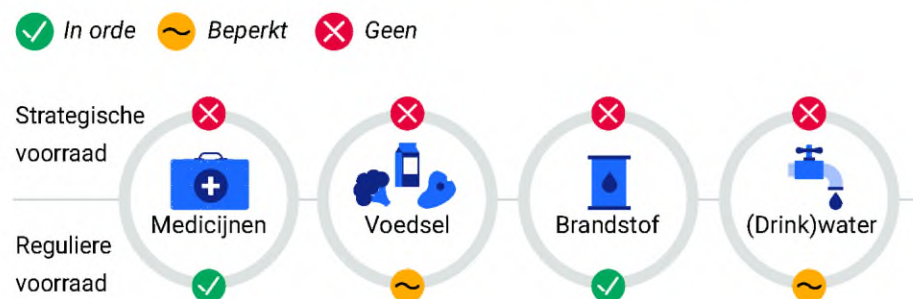 In orde Beperkt Geen
Strategische
voorraad
Medicijnen Voedsel Brandstof (Drink)water
Reguliere
voorraad